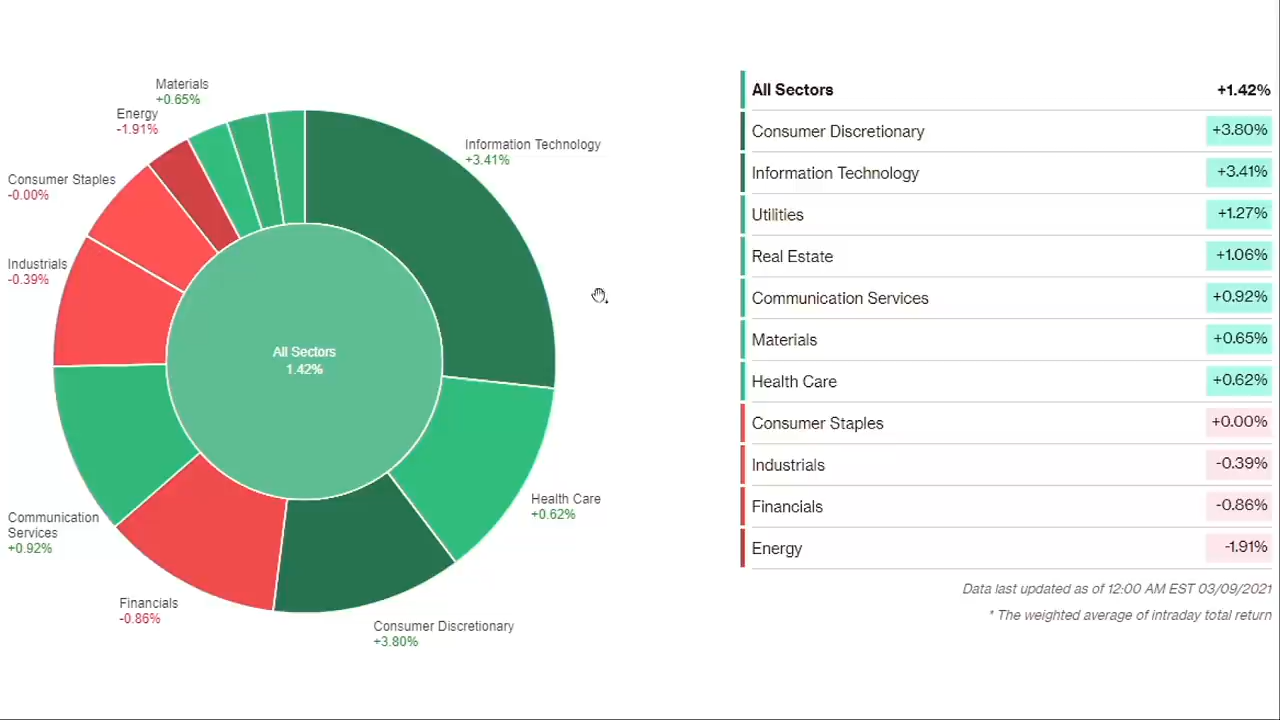 Materials
+0.65%
Energy
-1.91%
Information Technology
+3.41%
Consumer Staples
-0.00%
Industrials
-0.39%
All Sectors
1.42%
Health Care
+0.62%
Communication
Services
+0.92%
Financials
-0.86%
Consumer Discretionary
+3.80%
All Sectors +1.42%
Consumer Discretionary +3.80%
Information Technology +3.41%
Utilities +1.27%
Real Estate +1.06%
Communication Services +0.92%
Materials +0.65%
Health Care +0.62%
Consumer Staples +0.00%
Industrials -0.39%
Financials -0.86%
Energy -1.91%
Data last updated as of 12:00 AM EST 03/09/2021
* The weighted average of intraday total return